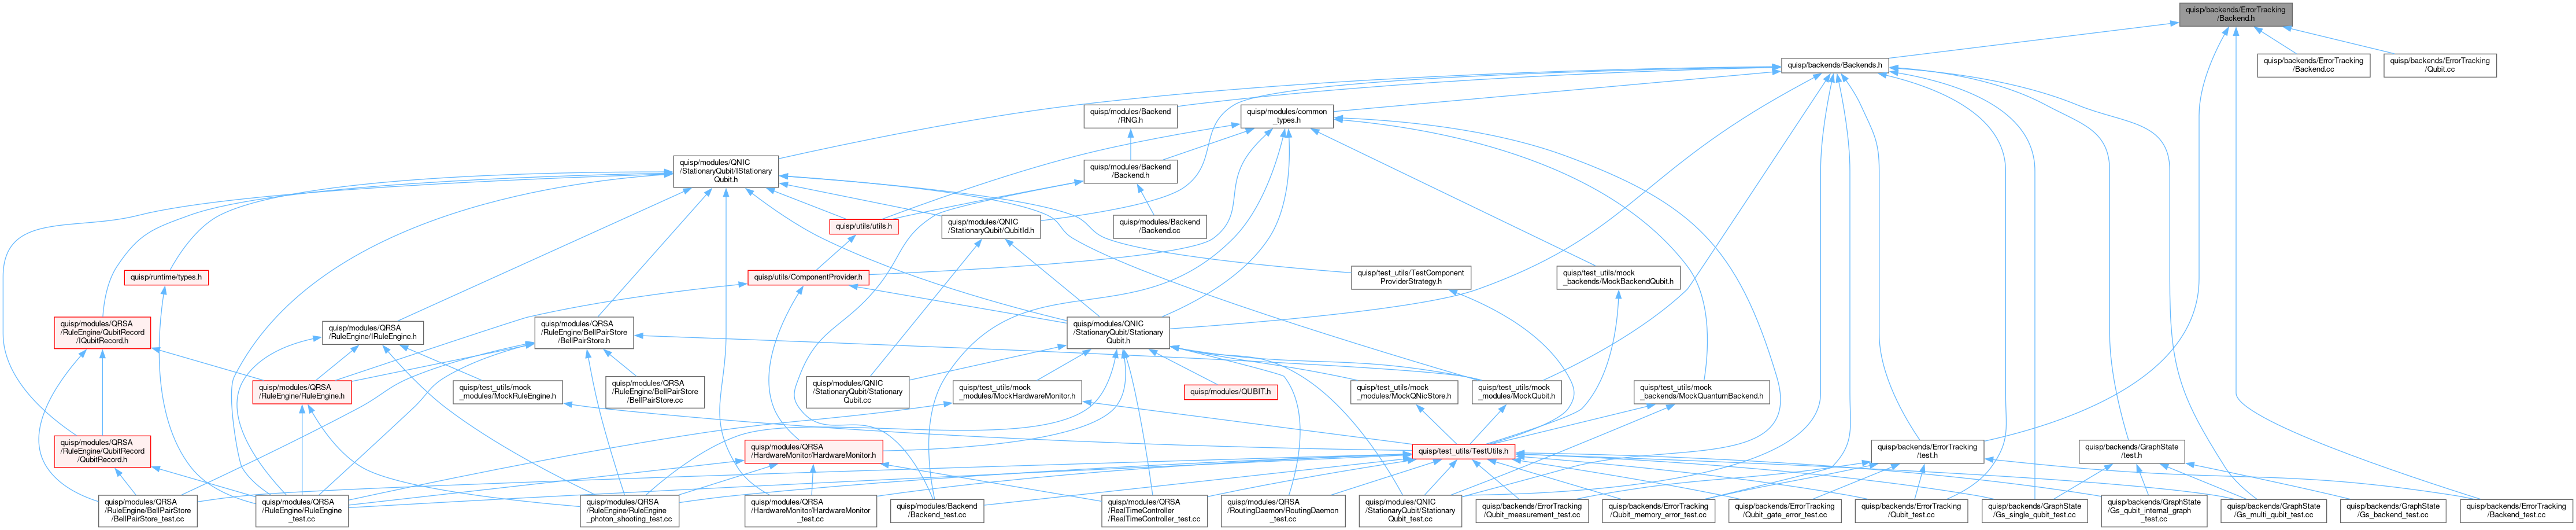 quisp/backends/ErrorTracking
/Backend.h
quisp/backends/Backends.h
quisp/backends/ErrorTracking
/Backend.cc
quisp/backends/ErrorTracking
/Qubit.cc
quisp/modules/Backend
/RNG.h
quisp/modules/common
_types.h
quisp/modules/QNIC
/StationaryQubit/IStationary
Qubit.h
quisp/modules/Backend
/Backend.h
quisp/utils/utils.h
quisp/modules/QNIC
/StationaryQubit/QubitId.h
quisp/modules/Backend
/Backend.cc
quisp/runtime/types.h
quisp/utils/ComponentProvider.h
quisp/test_utils/TestComponent
ProviderStrategy.h
quisp/test_utils/mock
_backends/MockBackendQubit.h
quisp/modules/QRSA
/RuleEngine/QubitRecord
/IQubitRecord.h
quisp/modules/QRSA
/RuleEngine/IRuleEngine.h
quisp/modules/QRSA
/RuleEngine/BellPairStore
/BellPairStore.h
quisp/modules/QNIC
/StationaryQubit/Stationary
Qubit.h
quisp/modules/QRSA
/RuleEngine/RuleEngine.h
quisp/test_utils/mock
_modules/MockRuleEngine.h
quisp/modules/QRSA
/RuleEngine/BellPairStore
/BellPairStore.cc
quisp/modules/QNIC
/StationaryQubit/Stationary
Qubit.cc
quisp/test_utils/mock
_modules/MockHardwareMonitor.h
quisp/modules/QUBIT.h
quisp/test_utils/mock
_modules/MockQNicStore.h
quisp/test_utils/mock
_modules/MockQubit.h
quisp/test_utils/mock
_backends/MockQuantumBackend.h
quisp/modules/QRSA
/RuleEngine/QubitRecord
/QubitRecord.h
quisp/modules/QRSA
/HardwareMonitor/HardwareMonitor.h
quisp/test_utils/TestUtils.h
quisp/backends/ErrorTracking
/test.h
quisp/backends/GraphState
/test.h
quisp/modules/QRSA
/RuleEngine/BellPairStore
/BellPairStore_test.cc
quisp/modules/QRSA
/RuleEngine/RuleEngine
_test.cc
quisp/modules/QRSA
/RuleEngine/RuleEngine
_photon_shooting_test.cc
quisp/modules/QRSA
/HardwareMonitor/HardwareMonitor
_test.cc
quisp/modules/Backend
/Backend_test.cc
quisp/modules/QRSA
/RealTimeController
/RealTimeController_test.cc
quisp/modules/QRSA
/RoutingDaemon/RoutingDaemon
_test.cc
quisp/modules/QNIC
/StationaryQubit/Stationary
Qubit_test.cc
quisp/backends/ErrorTracking
/Qubit_measurement_test.cc
quisp/backends/ErrorTracking
/Qubit_memory_error_test.cc
quisp/backends/ErrorTracking
/Qubit_gate_error_test.cc
quisp/backends/ErrorTracking
/Qubit_test.cc
quisp/backends/GraphState
/Gs_single_qubit_test.cc
quisp/backends/GraphState
/Gs_qubit_internal_graph
_test.cc
quisp/backends/GraphState
/Gs_multi_qubit_test.cc
quisp/backends/GraphState
/Gs_backend_test.cc
quisp/backends/ErrorTracking
/Backend_test.cc